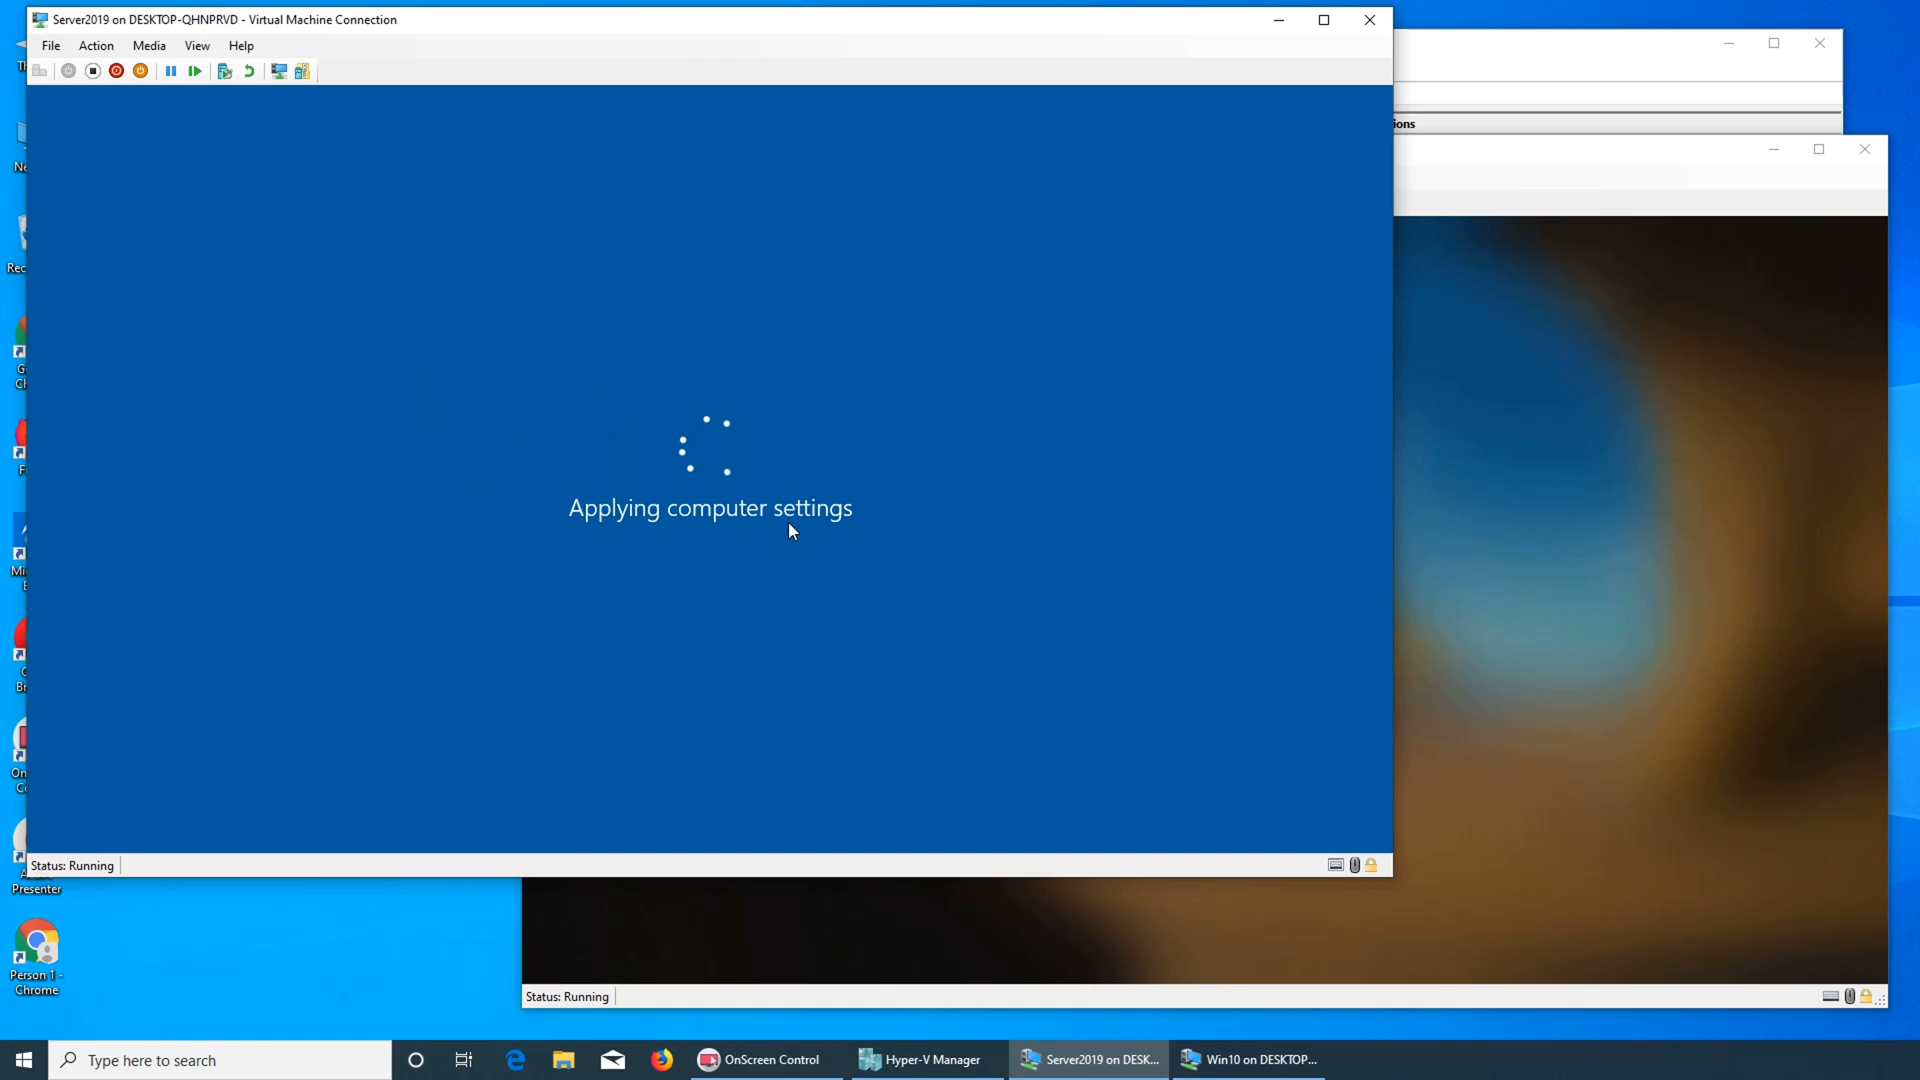 Server2019 on DESKTOP-QHNPRVD - Virtual Machine Connection
File Action Media View Help
ions
Applying computer settings
Status: Running
Presenter
Person 1 -
Chrome
Status: Running
Type here to search
OnScreen Control
Hyper-V Manager
Server2019 on DESK...
Win10 on DESKTOP...